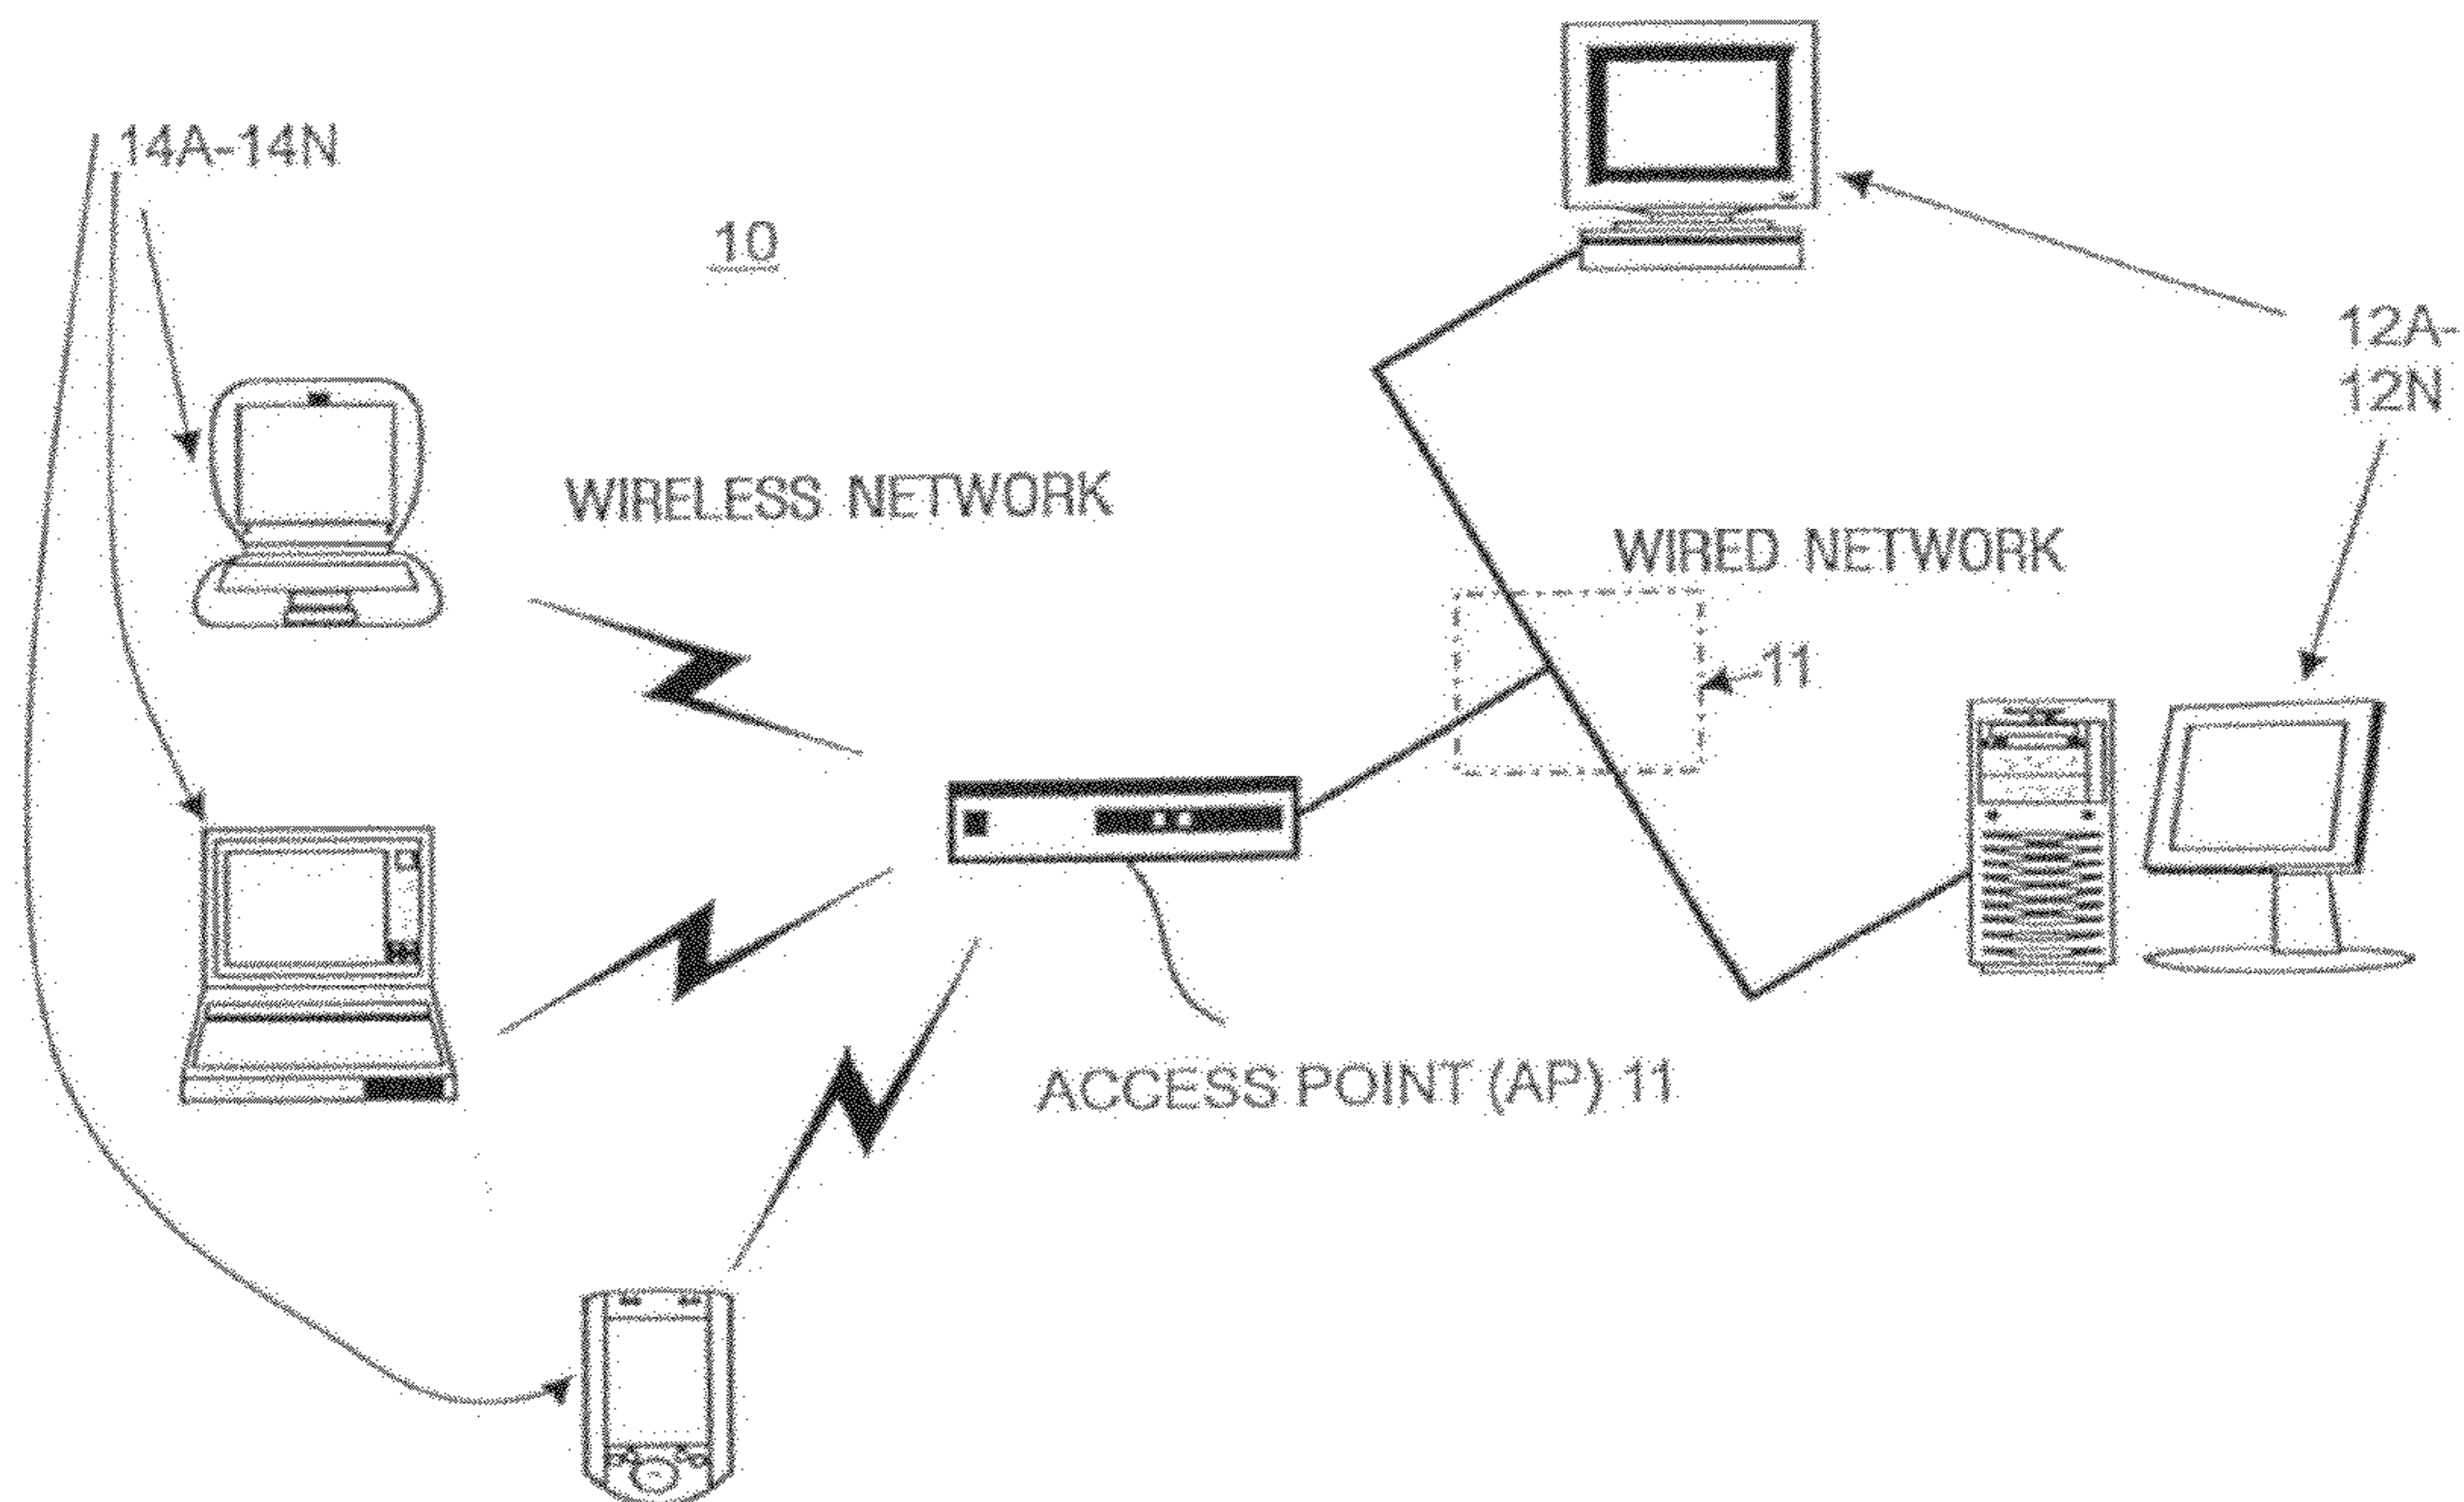 14A-14N
10
12A-
12N
WIRELESS NETWORK
WIRED NETWORK
11
ACCESS POINT (AP) 11